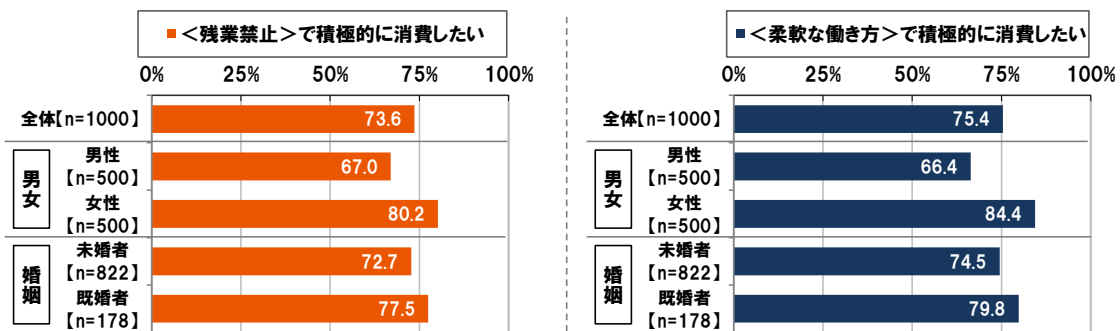 ■＜残業禁止＞で積極的に消費したい
0% 25% 50% 75% 100%
全体【n=1000】 73.6
男女
男性
【n=500】 67.0
女性
【n=500】 80.2
婚姻
未婚者
【n=822】 72.7
既婚者
【n=178】 77.5
■＜柔軟な働き方＞で積極的に消費したい
0% 25% 50% 75% 100%
全体【n=1000】 75.4
男女
男性
【n=500】 66.4
女性
【n=500】 84.4
婚姻
未婚者
【n=822】 74.5
既婚者
【n=178】 79.8